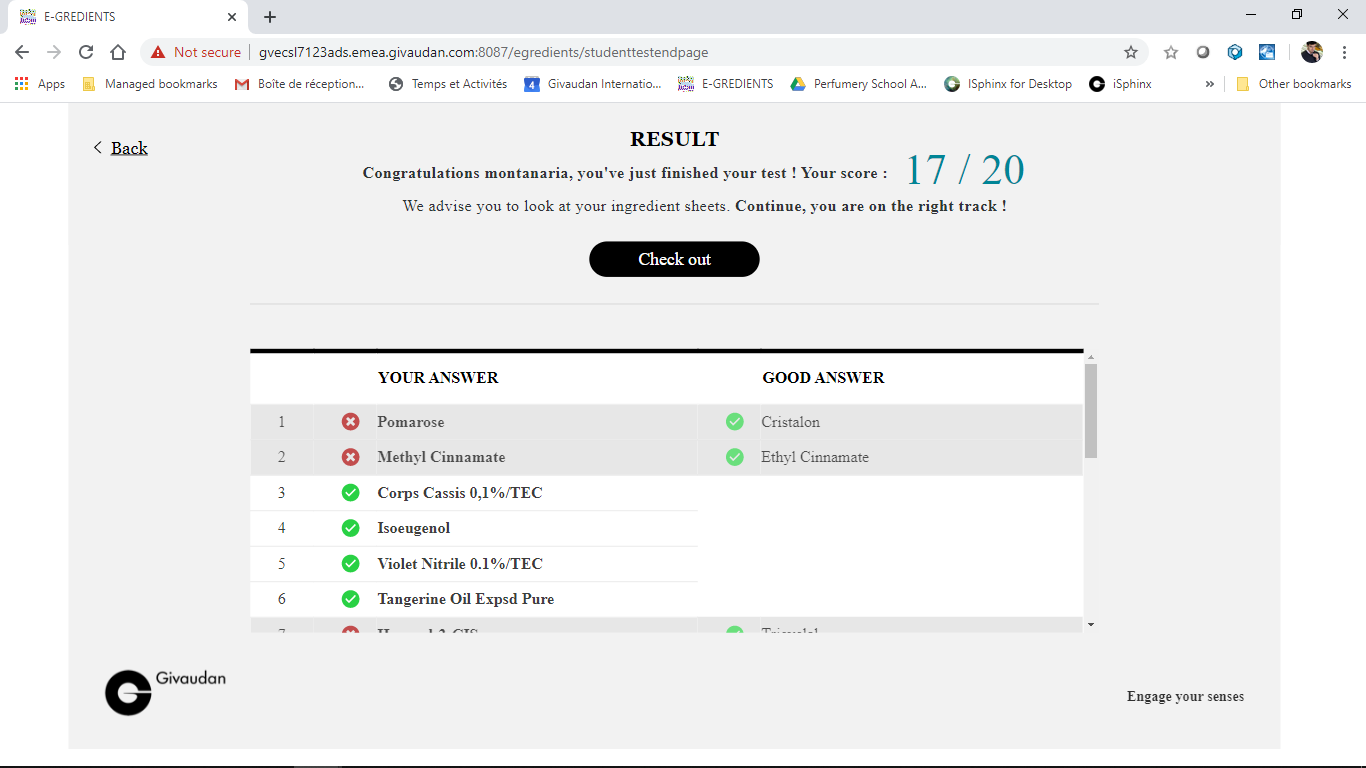 E-GREDIENTS
Not secure gvecsl7123ads.emea.givaudan.com:8087/egredients/studenttestendpage
Apps Managed bookmarks Boîte de réception... Temps et Activités Givaudan Internatio... E-GREDIENTS Perfumery School A... ISphinx for Desktop iSphinx » Other bookmarks
Back
RESULT
Congratulations montanaria, you've just finished your test ! Your score : 17 / 20
We advise you to look at your ingredient sheets. Continue, you are on the right track !
Check out
YOUR ANSWER GOOD ANSWER
1 Pomarose Cristalon
2 Methyl Cinnamate Ethyl Cinnamate
3 Corps Cassis 0,1%/TEC
4 Isoeugenol
5 Violet Nitrile 0.1%/TEC
6 Tangerine Oil Expsd Pure
7
Givaudan
Engage your senses